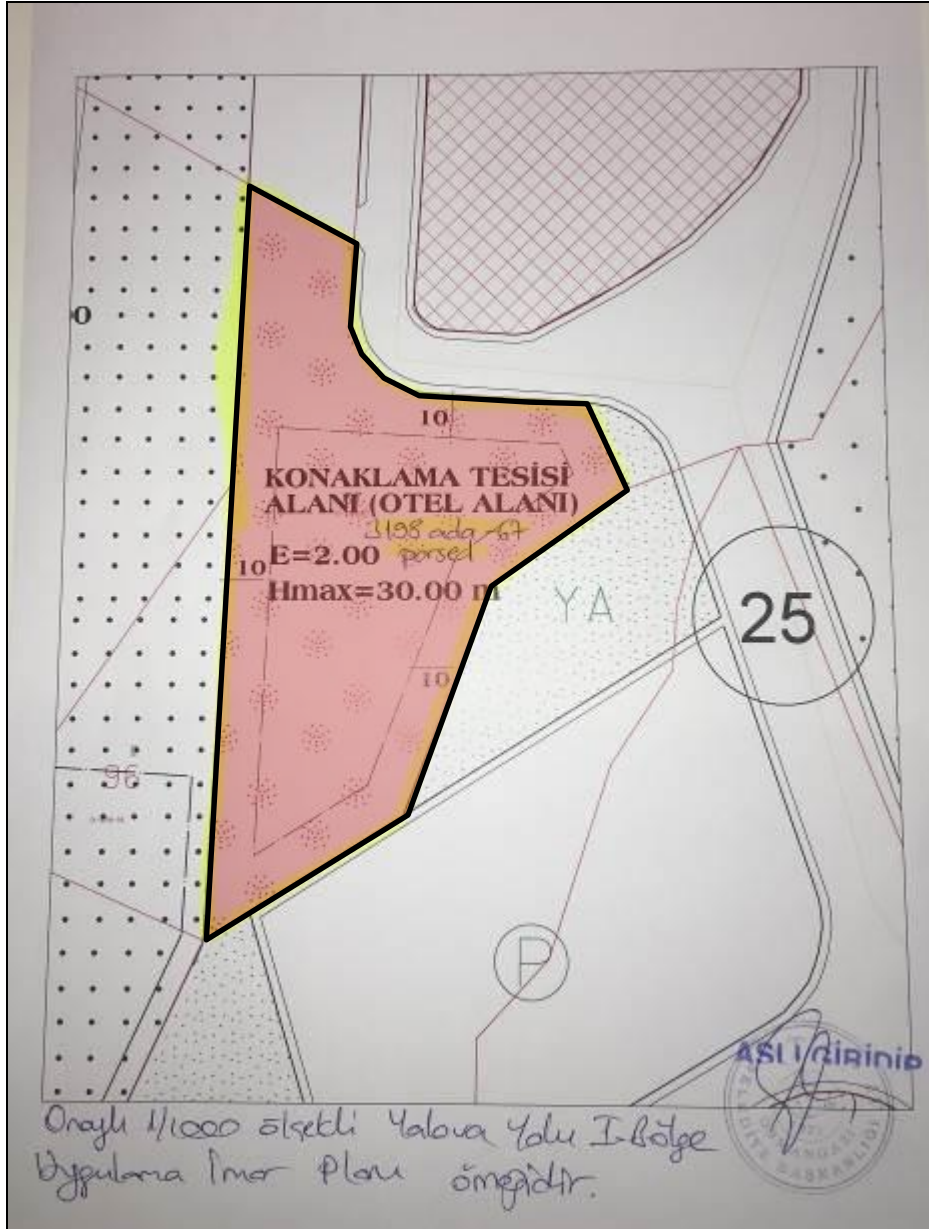 0
10
KONAKLAMA TESİSİ
ALANI (OTEL ALANI)
3198 ada 67
parsel
E=2.00
10
Hmax=30.00 m
YA
25
10
96
P
ASLI GİBİDİR
Onaylı 1/1000 ölçekli Yalova Yolu I.Bölge
Uygulama İmar Planı örneğidir.